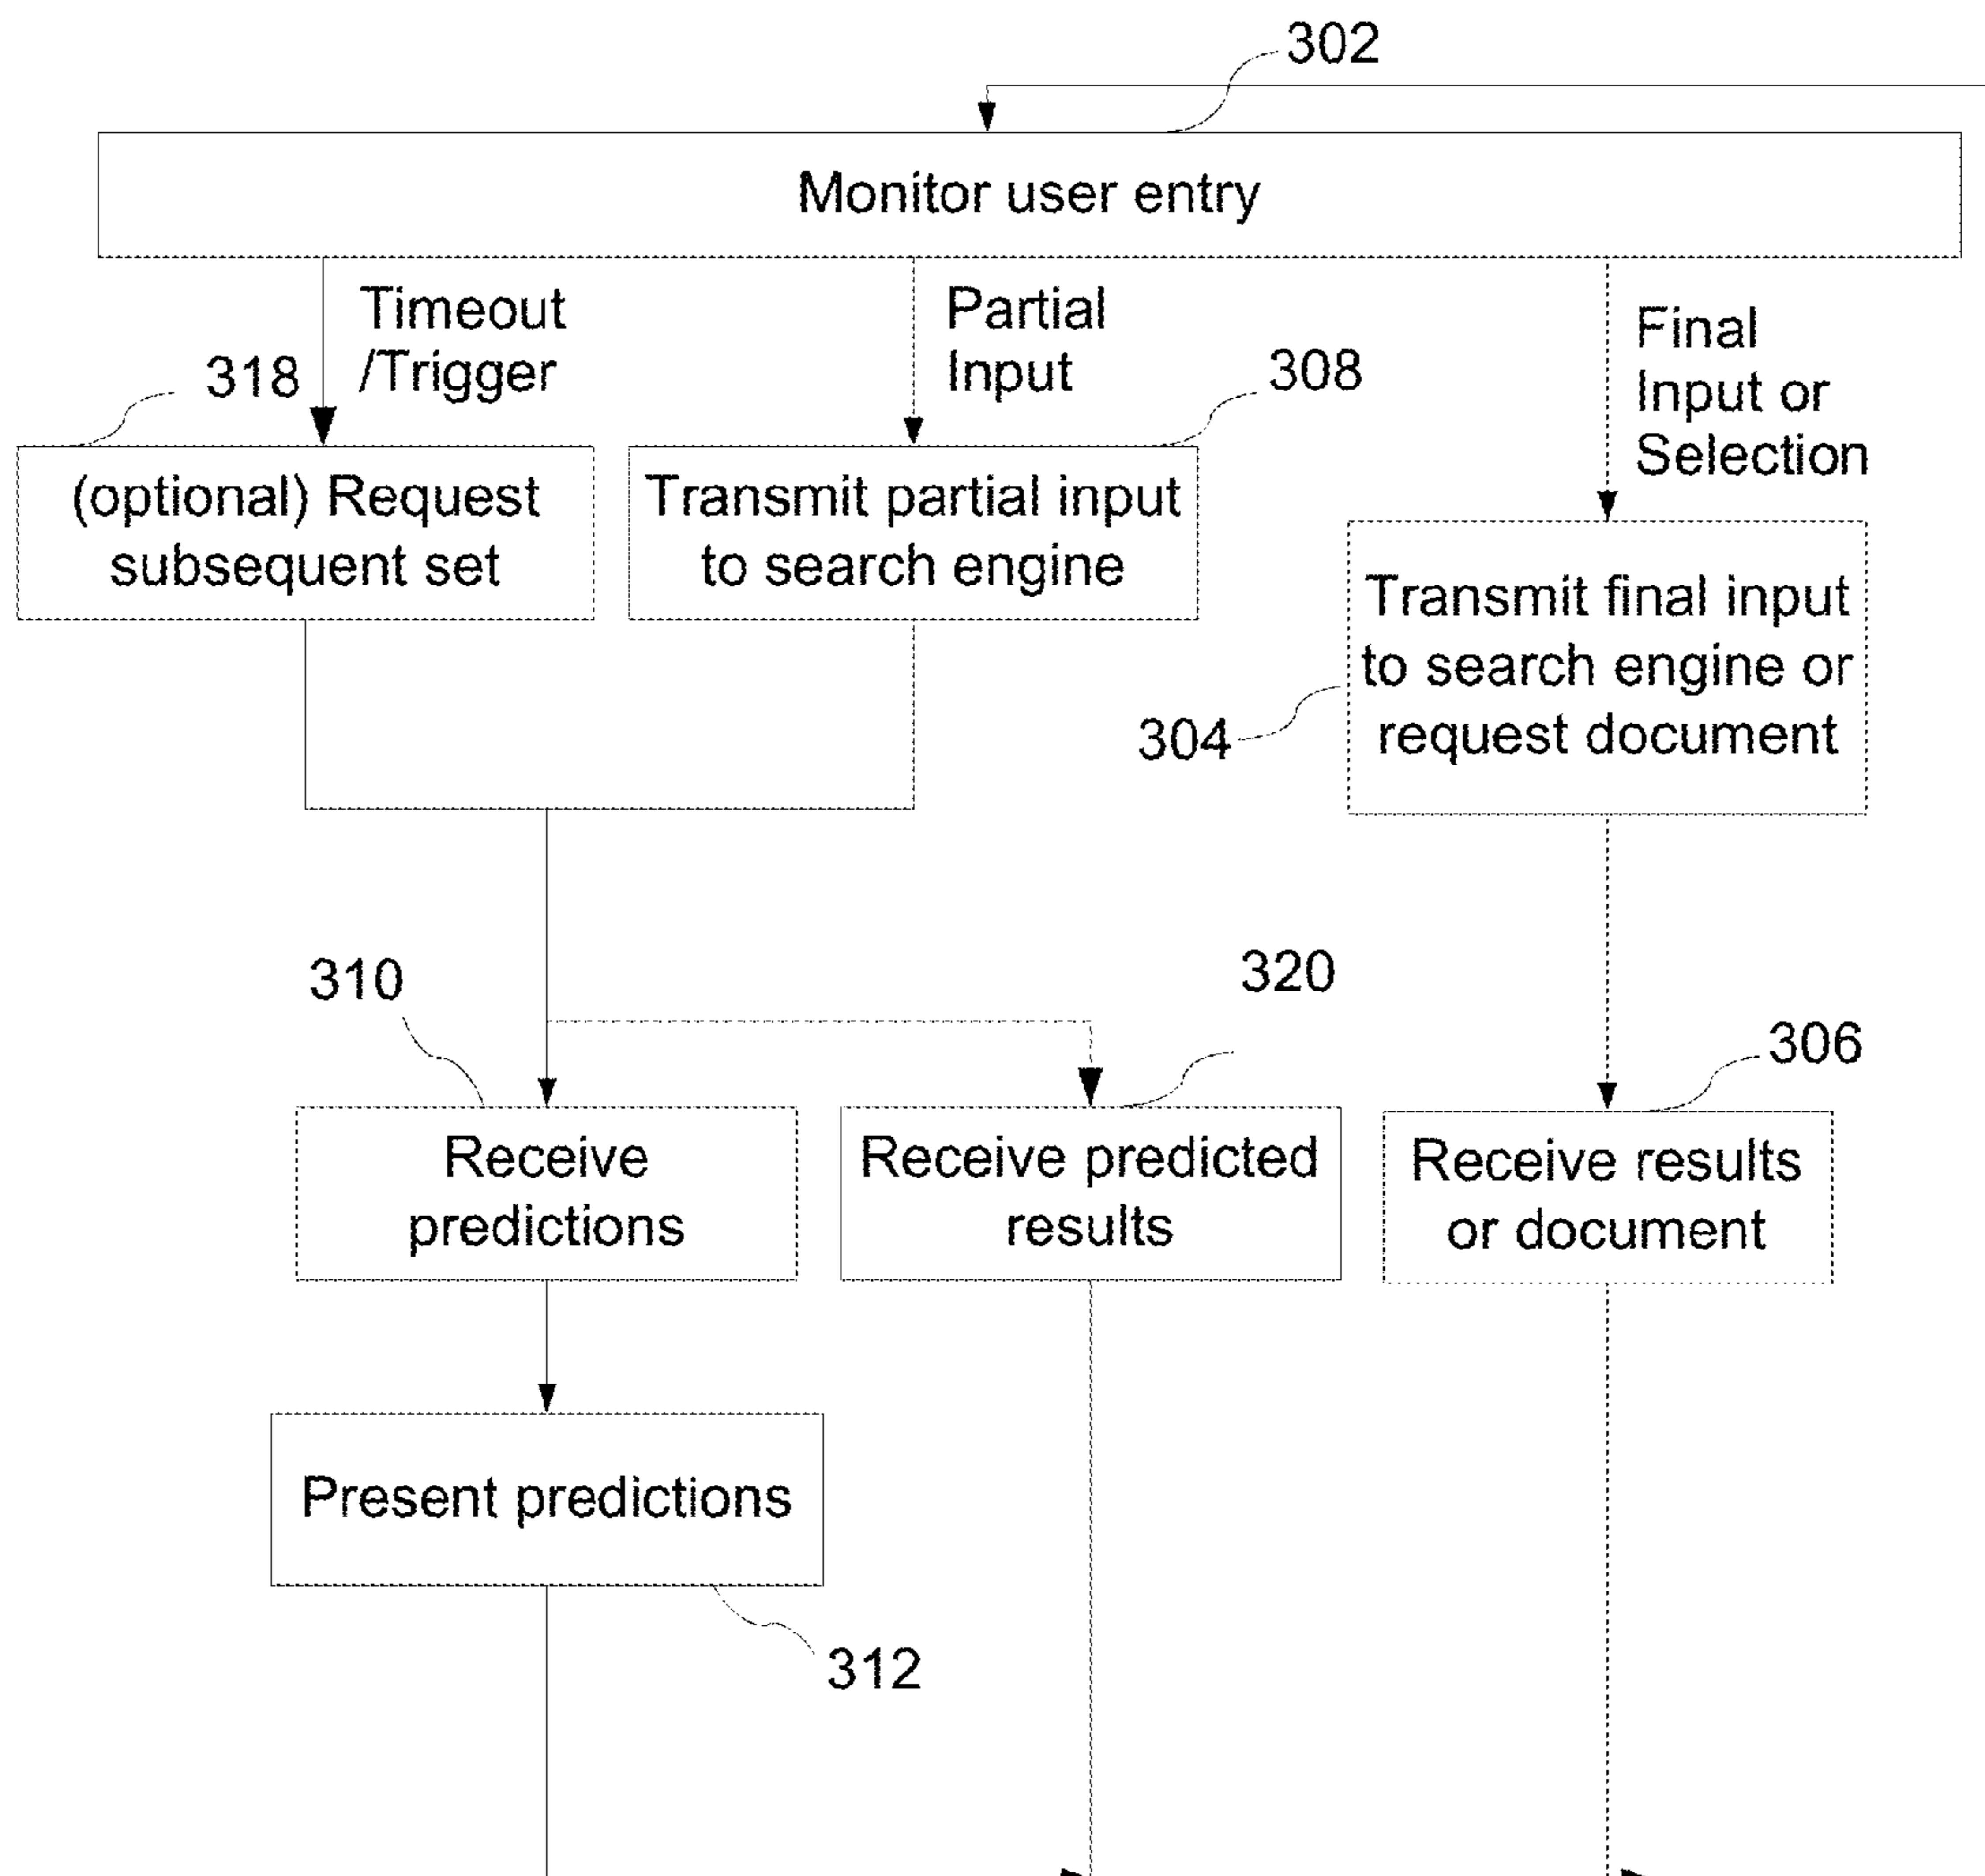 302
Monitor user entry
Timeout
/Trigger
318
Partial
Input
308
Final
Input or
Selection
(optional) Request
subsequent set
Transmit partial input
to search engine
Transmit final input
to search engine or
request document
304
310
320
306
Receive
predictions
Receive predicted
results
Receive results
or document
Present predictions
312